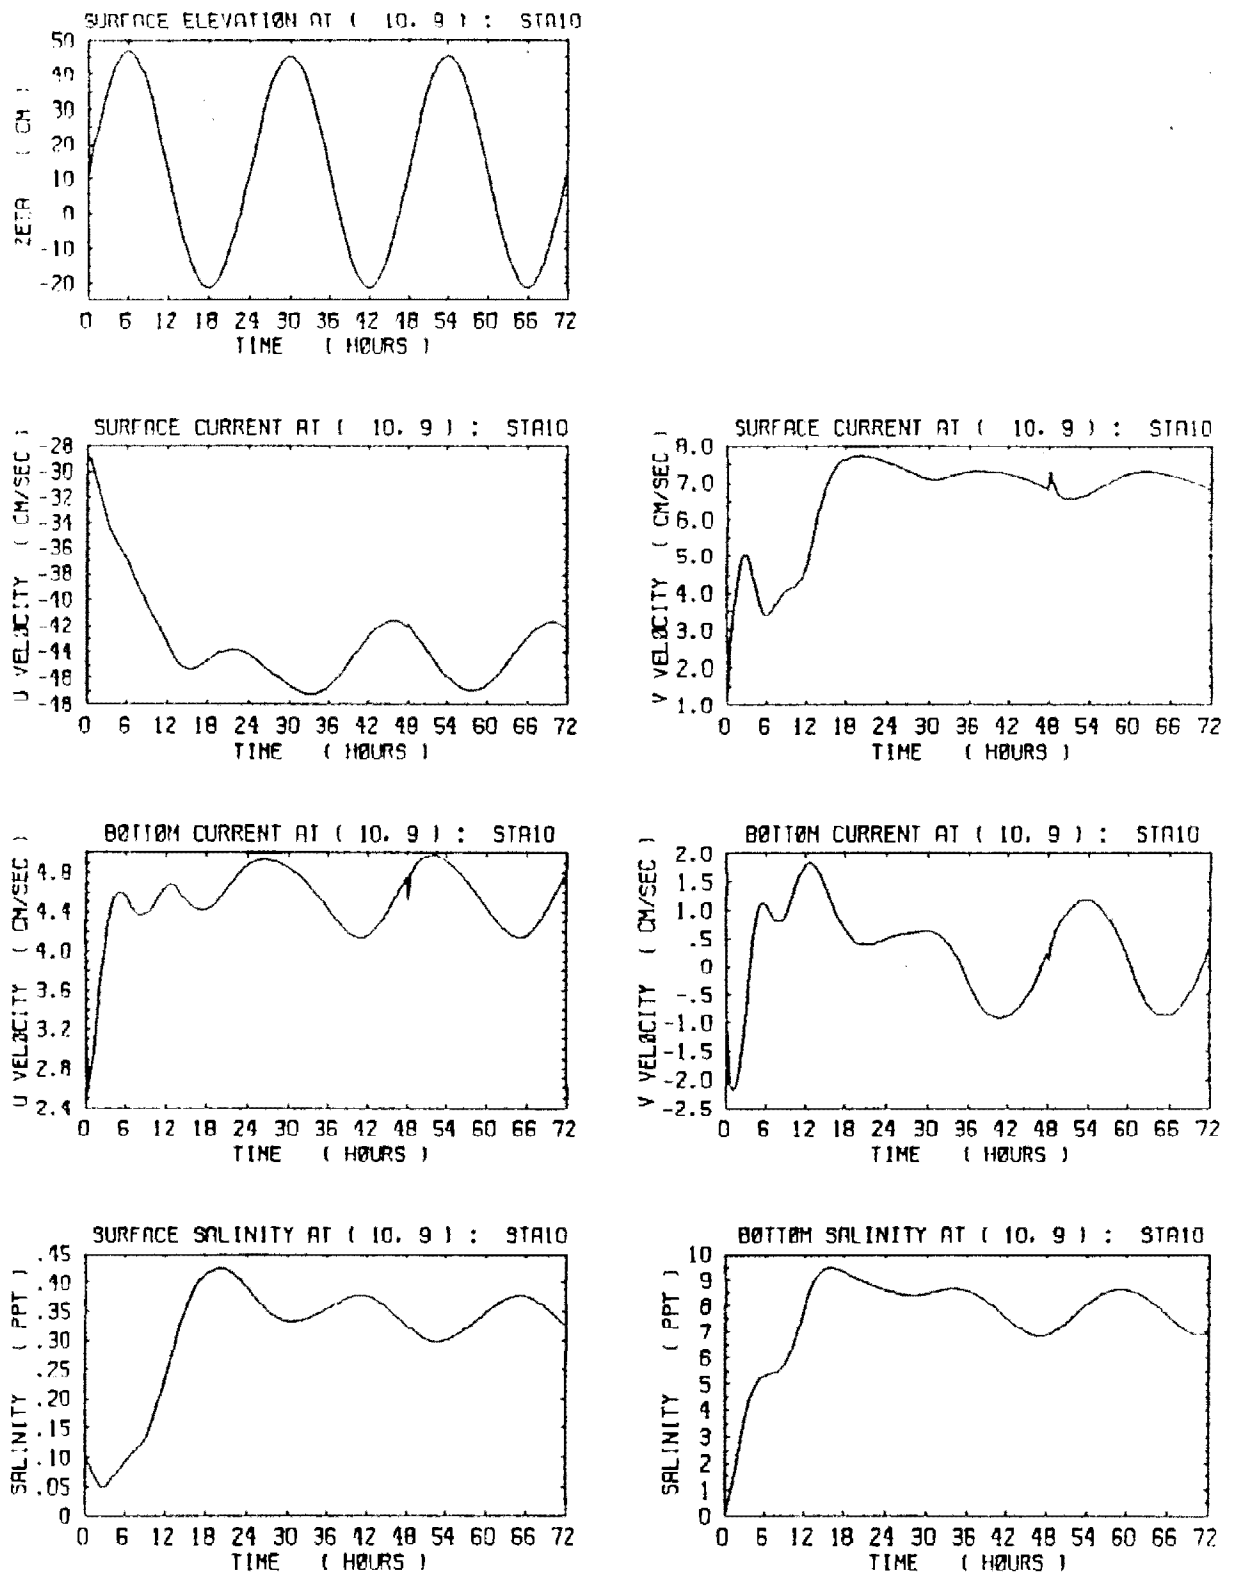 SURFACE ELEVATIØN AT ( 10, 9 ) : STA10
50
40
30
20
10
0
-10
-20
ZETA ( CM )
0 6 12 18 24 30 36 42 48 54 60 66 72
TIME ( HØURS )
SURFACE CURRENT AT ( 10, 9 ) : STA10
-28
-30
-32
-34
-36
-38
-40
-42
-44
-46
-48
U VELØCITY ( CM/SEC )
0 6 12 18 24 30 36 42 48 54 60 66 72
TIME ( HØURS )
SURFACE CURRENT AT ( 10, 9 ) : STA10
8.0
7.0
6.0
5.0
4.0
3.0
2.0
1.0
V VELØCITY ( CM/SEC )
0 6 12 18 24 30 36 42 48 54 60 66 72
TIME ( HØURS )
BØTTØM CURRENT AT ( 10, 9 ) : STA10
4.8
4.4
4.0
3.6
3.2
2.8
2.4
U VELØCITY ( CM/SEC )
0 6 12 18 24 30 36 42 48 54 60 66 72
TIME ( HØURS )
BØTTØM CURRENT AT ( 10, 9 ) : STA10
2.0
1.5
1.0
.5
0
-.5
-1.0
-1.5
-2.0
-2.5
V VELØCITY ( CM/SEC )
0 6 12 18 24 30 36 42 48 54 60 66 72
TIME ( HØURS )
SURFACE SALINITY AT ( 10, 9 ) : STA10
.45
.40
.35
.30
.25
.20
.15
.10
.05
0
SALINITY ( PPT )
0 6 12 18 24 30 36 42 48 54 60 66 72
TIME ( HØURS )
BØTTØM SALINITY AT ( 10, 9 ) : STA10
10
9
8
7
6
5
4
3
2
1
0
SALINITY ( PPT )
0 6 12 18 24 30 36 42 48 54 60 66 72
TIME ( HØURS )